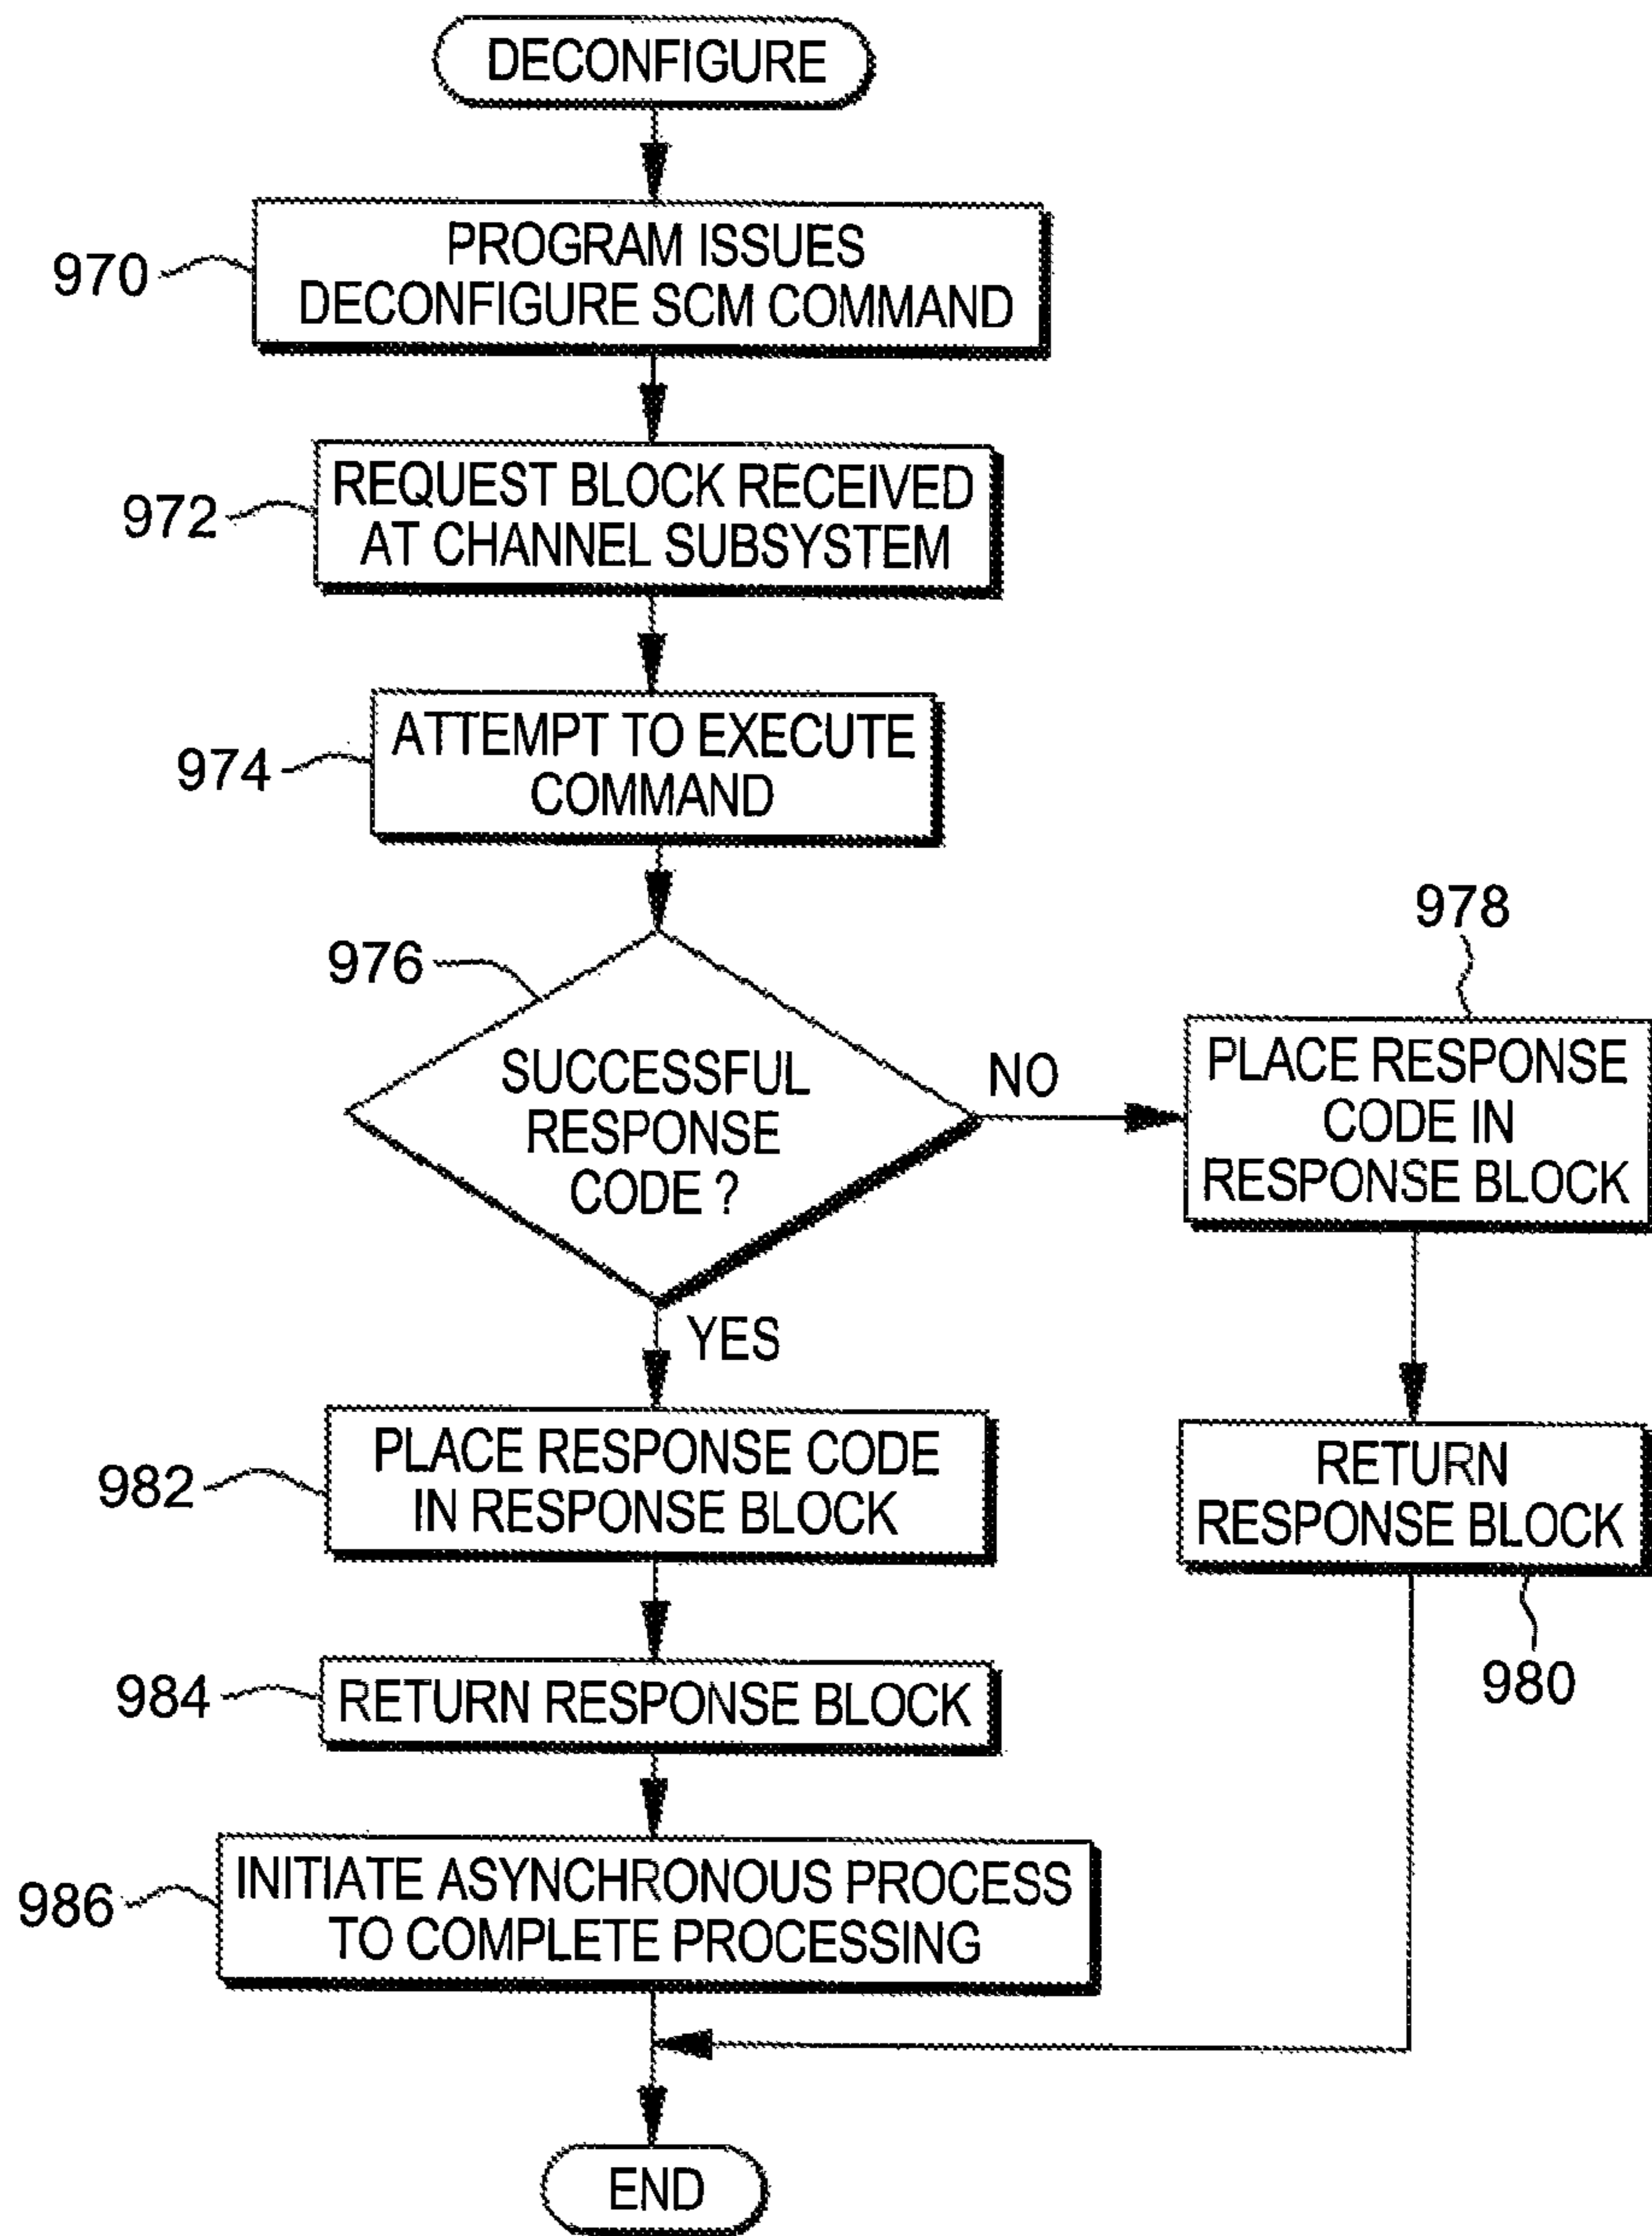 DECONFIGURE
970
PROGRAM ISSUES
DECONFIGURE SCM COMMAND
972
REQUEST BLOCK RECEIVED
AT CHANNEL SUBSYSTEM
974
ATTEMPT TO EXECUTE
COMMAND
976
SUCCESSFUL
RESPONSE
CODE ?
NO
978
PLACE RESPONSE
CODE IN
RESPONSE BLOCK
RETURN
RESPONSE BLOCK
980
YES
982
PLACE RESPONSE CODE
IN RESPONSE BLOCK
984
RETURN RESPONSE BLOCK
986
INITIATE ASYNCHRONOUS PROCESS
TO COMPLETE PROCESSING
END